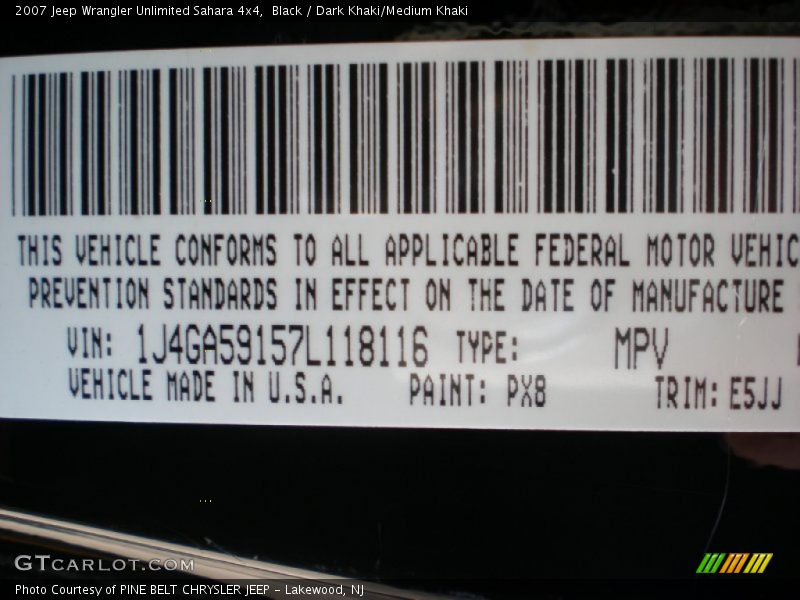 2007 Jeep Wrangler Unlimited Sahara 4x4, Black / Dark Khaki/Medium Khaki
THIS VEHICLE CONFORMS TO ALL APPLICABLE FEDERAL MOTOR VEHIC
PREVENTION STANDARDS IN EFFECT ON THE DATE OF MANUFACTURE
VIN: 1J4GA59157L118116 TYPE: MPV
VEHICLE MADE IN U.S.A. PAINT: PX8 TRIM: E5JJ
GTCARLOT.COM
Photo Courtesy of PINE BELT CHRYSLER JEEP - Lakewood, NJ